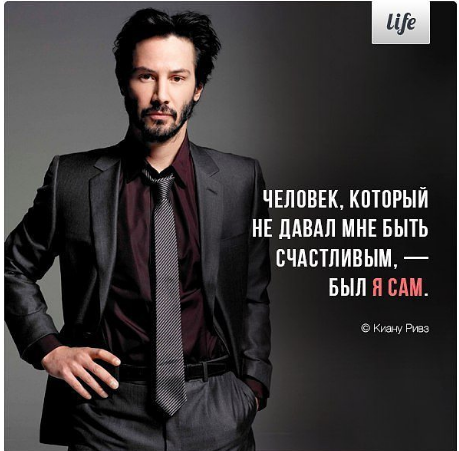 life
ЧЕЛОВЕК, КОТОРЫЙ
НЕ ДАВАЛ МНЕ БЫТЬ
СЧАСТЛИВЫМ, —
БЫЛ Я САМ.
© Киану Ривз